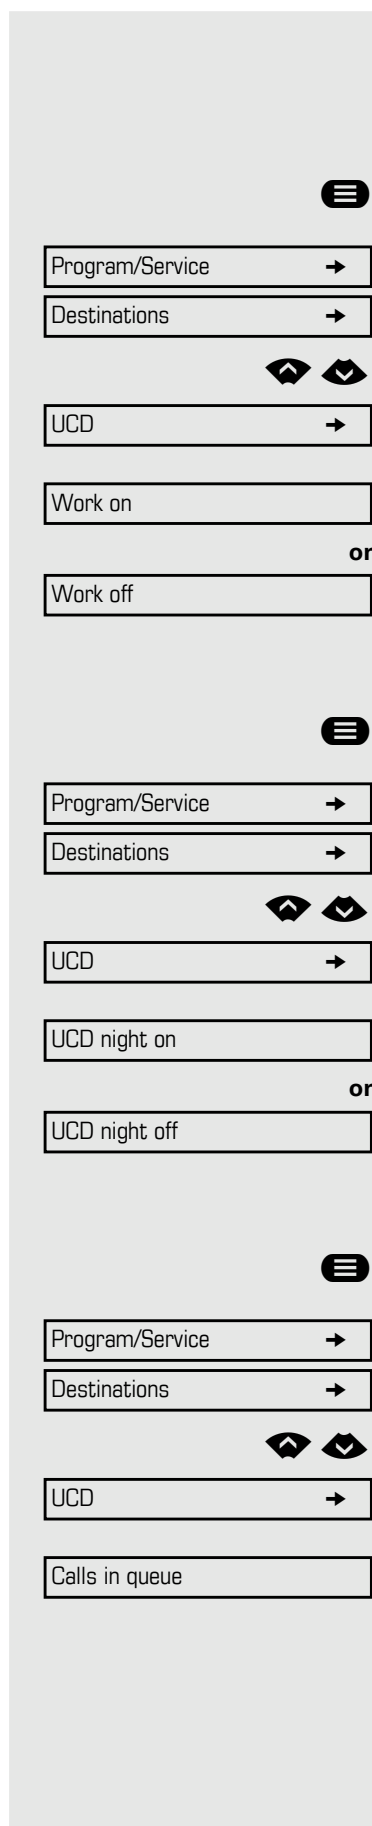 Program/Service
Destinations
UCD
Work on
or
Work off
Program/Service
Destinations
UCD
UCD night on
or
UCD night off
Program/Service
Destinations
UCD
Calls in queue